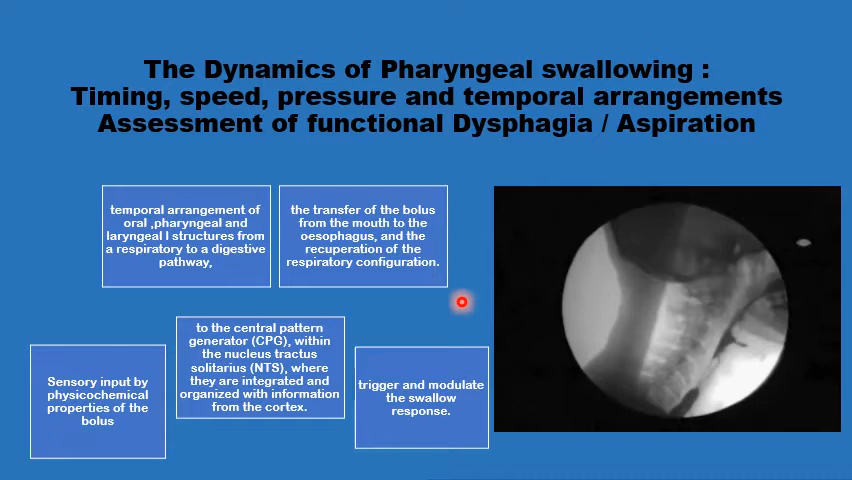 The Dynamics of Pharyngeal swallowing :
Timing, speed, pressure and temporal arrangements
Assessment of functional Dysphagia / Aspiration
temporal arrangement of
oral ,pharyngeal and
laryngeal l structures from
a respiratory to a digestive
pathway,
the transfer of the bolus
from the mouth to the
oesophagus, and the
recuperation of the
respiratory configuration.
Sensory input by
physicochemical
properties of the
bolus
to the central pattern
generator (CPG), within
the nucleus tractus
solitarius (NTS), where
they are integrated and
organized with information
from the cortex.
trigger and modulate
the swallow
response.